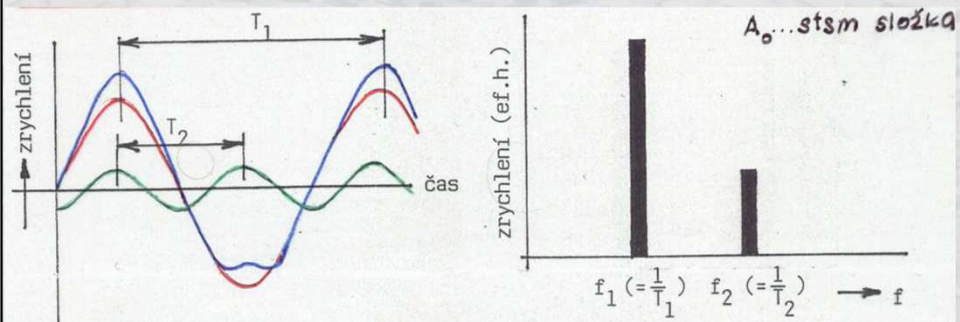 T₁
T₂
zrychlení
čas
A₀...stsm složka
zrychlení (ef.h.)
f₁ (=1/T₁) f₂ (=1/T₂)
f